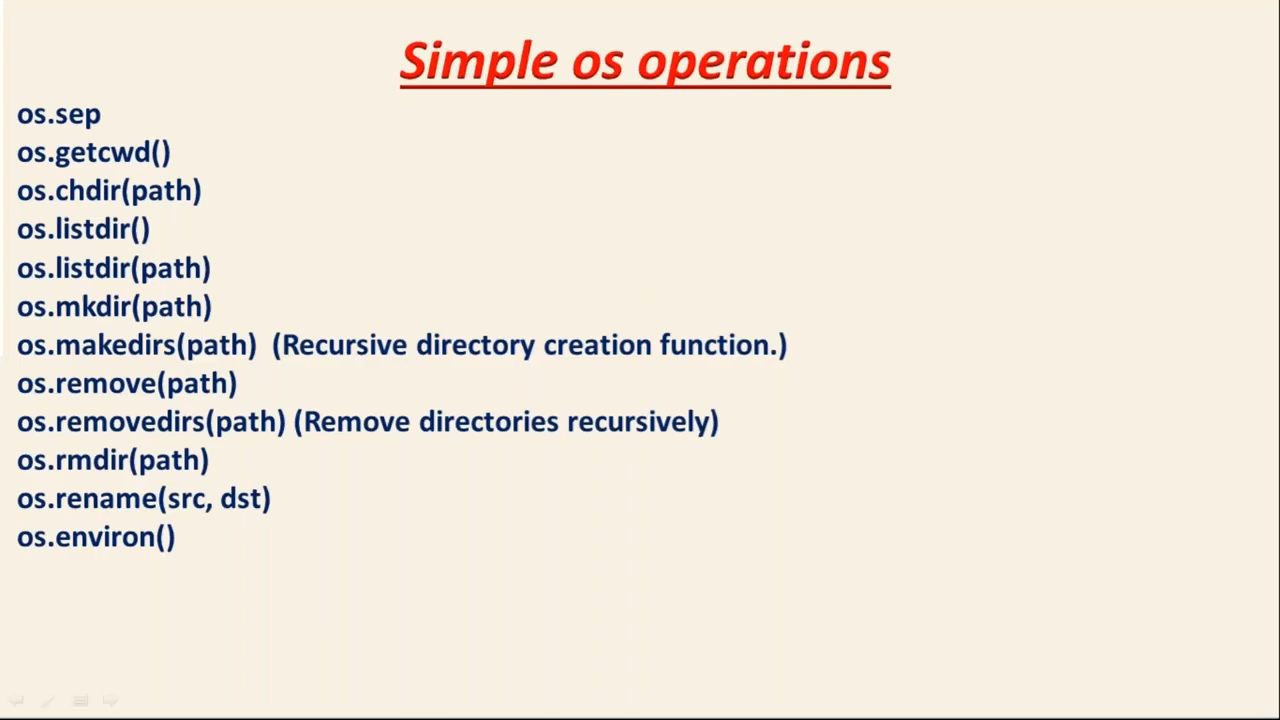 Simple os operations
os.sep
os.getcwd()
os.chdir(path)
os.listdir()
os.listdir(path)
os.mkdir(path)
os.makedirs(path)  (Recursive directory creation function.)
os.remove(path)
os.removedirs(path) (Remove directories recursively)
os.rmdir(path)
os.rename(src, dst)
os.environ()